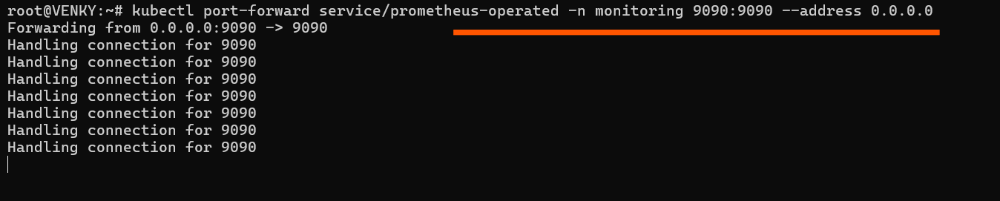 root@VENKY:~# kubectl port-forward service/prometheus-operated -n monitoring 9090:9090 --address 0.0.0.0
Forwarding from 0.0.0.0:9090 -> 9090
Handling connection for 9090
Handling connection for 9090
Handling connection for 9090
Handling connection for 9090
Handling connection for 9090
Handling connection for 9090
Handling connection for 9090